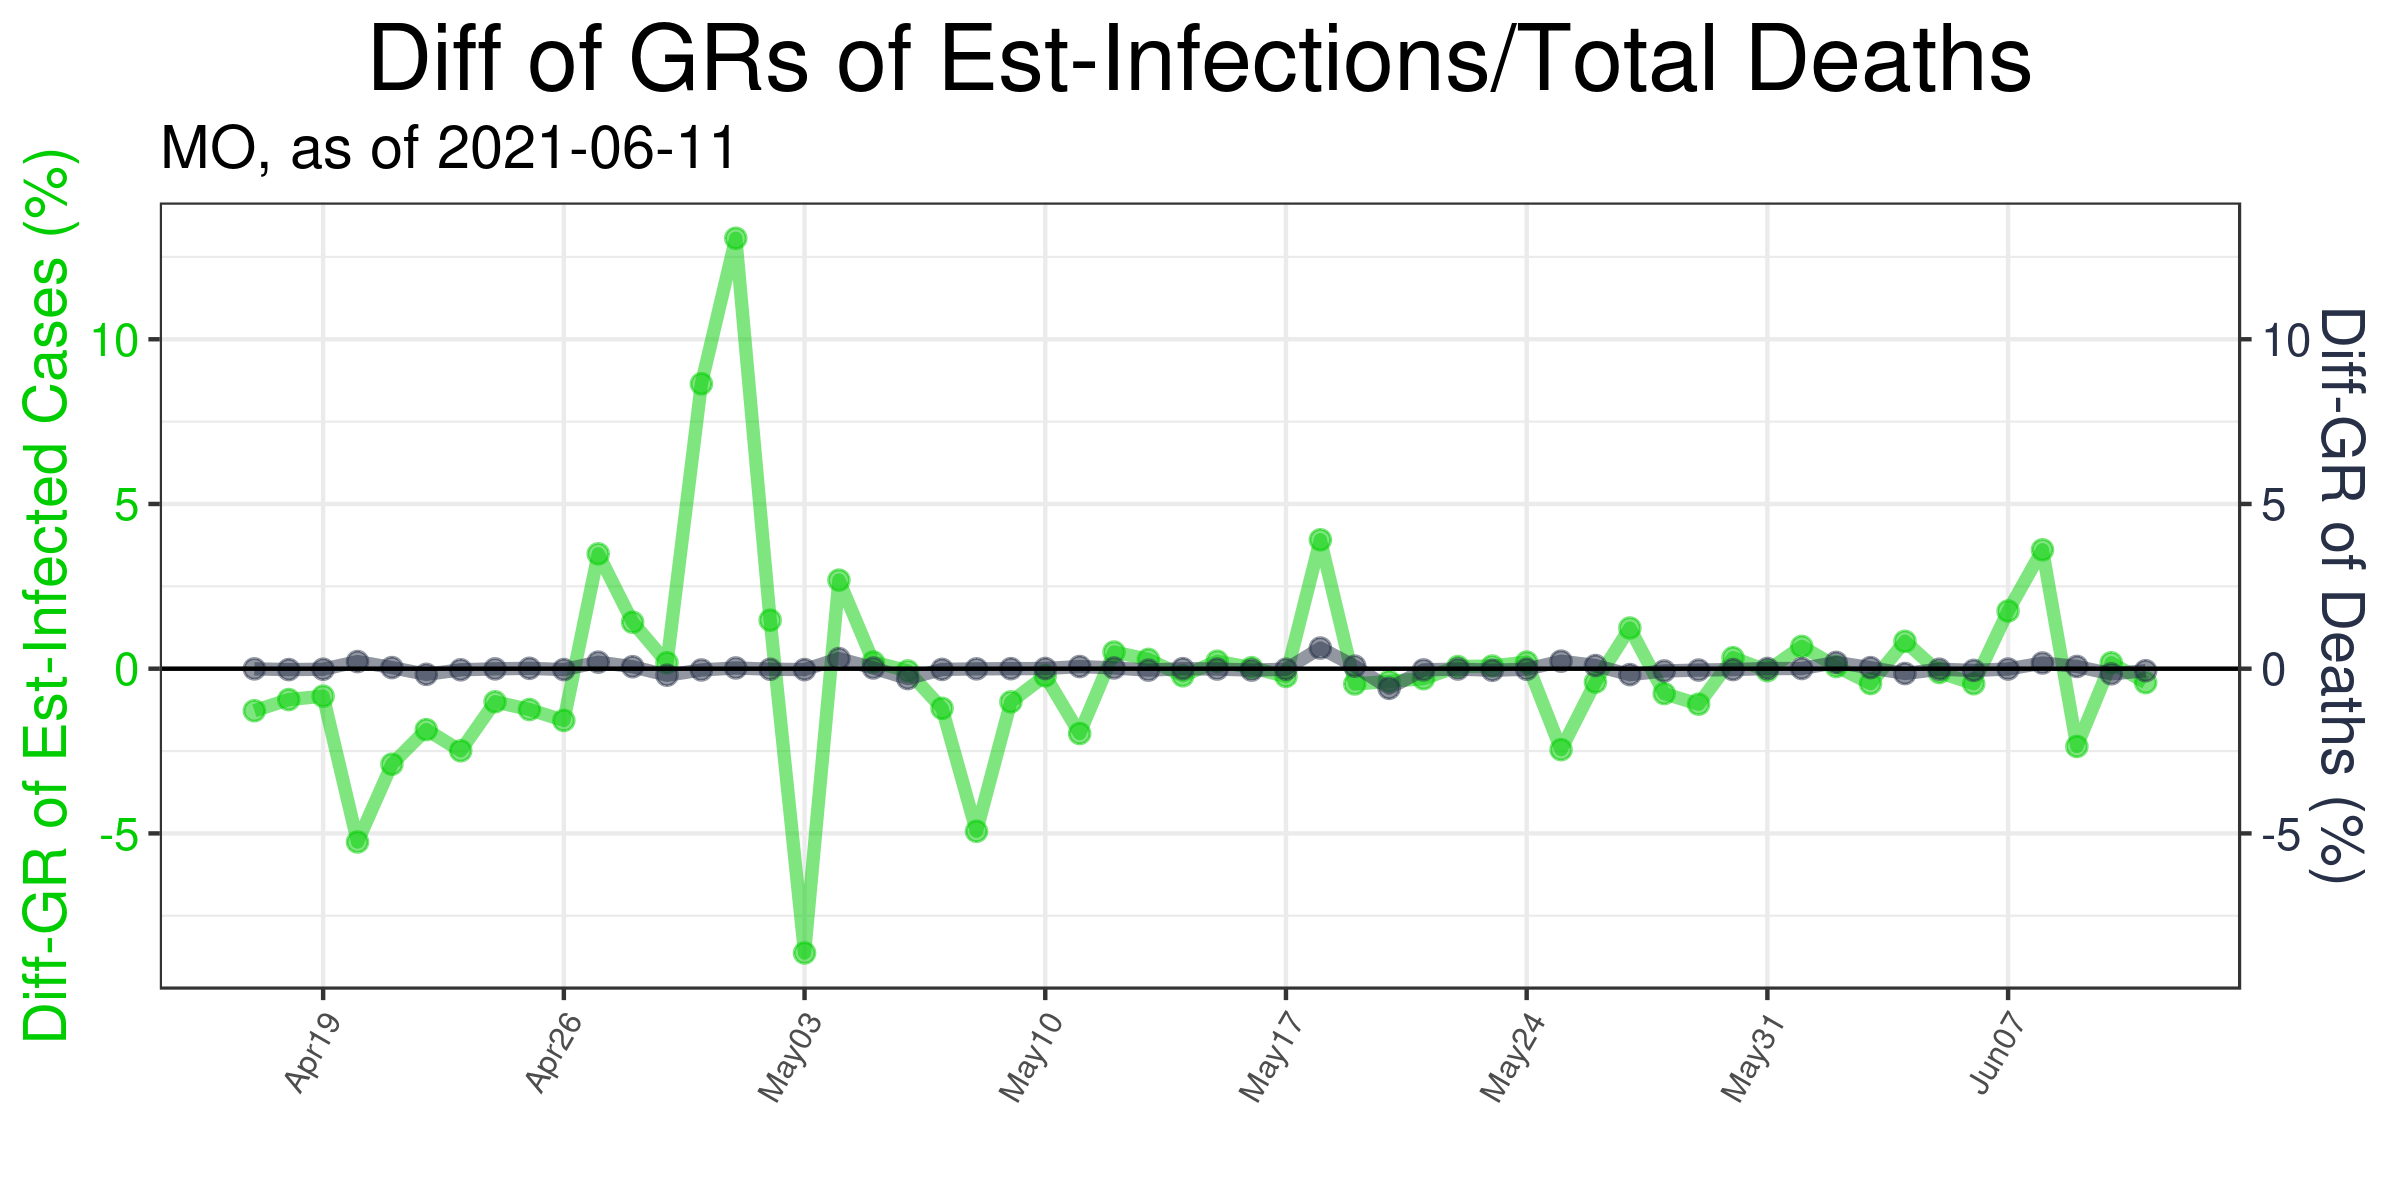 Diff of GRs of Est-Infections/Total Deaths
MO, as of 2021-06-11
Diff-GR of Est-Infected Cases (%)
10
5
0
-5
10
5
0
-5
Diff-GR of Deaths (%)
Apr19
Apr26
May03
May10
May17
May24
May31
Jun07